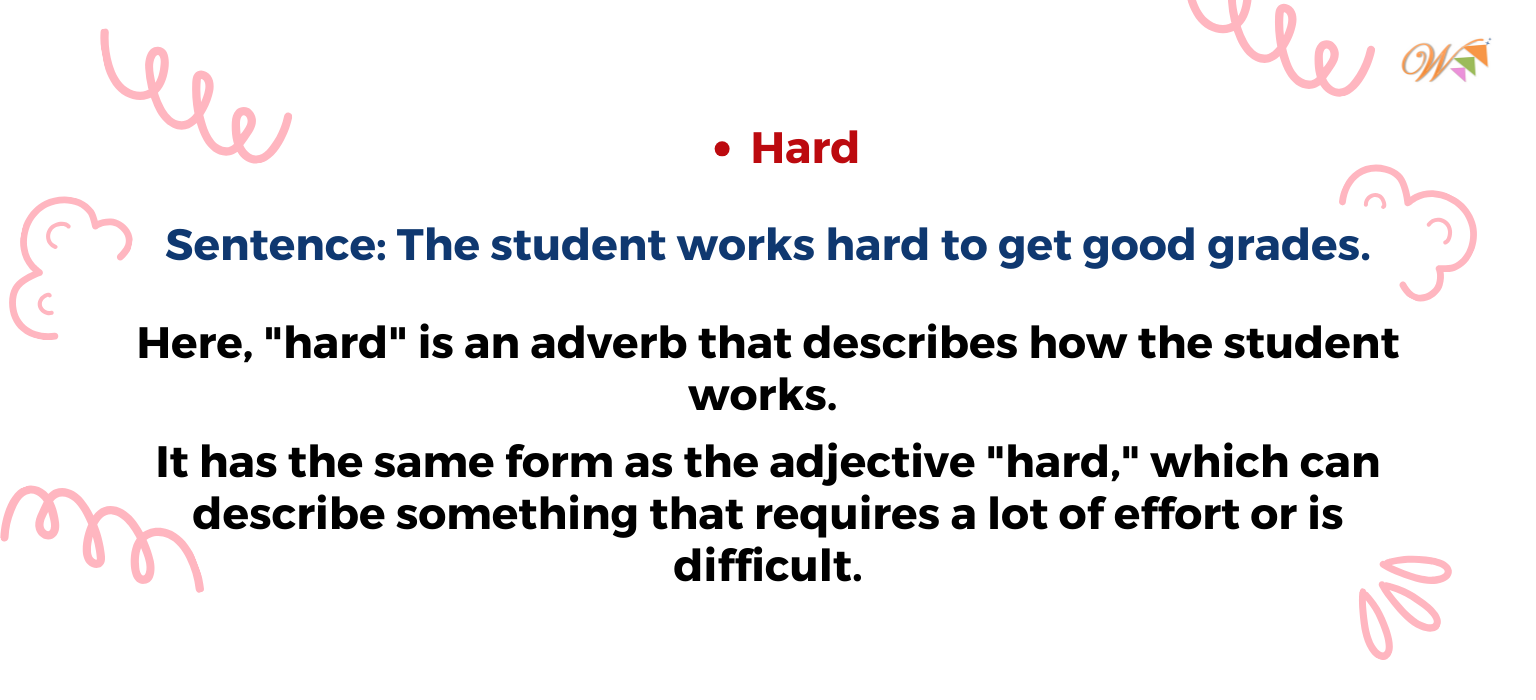 • Hard
Sentence: The student works hard to get good grades.
Here, "hard" is an adverb that describes how the student
works.
It has the same form as the adjective "hard," which can
describe something that requires a lot of effort or is
difficult.
W